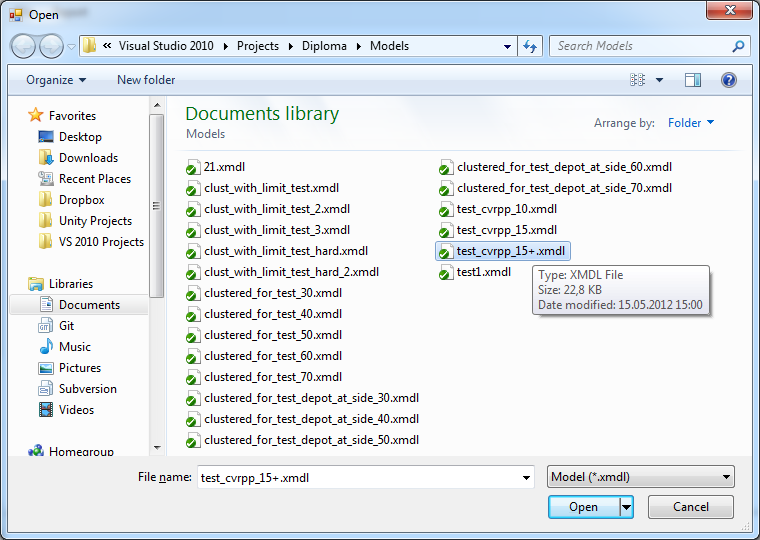 Open
« Visual Studio 2010 Projects Diploma Models
Search Models
Organize
New folder
Favorites
Desktop
Downloads
Recent Places
Dropbox
Unity Projects
VS 2010 Projects
Libraries
Documents
Git
Music
Pictures
Subversion
Videos
Homegroup
Documents library
Models
Arrange by: Folder
21.xmdl
clust_with_limit_test.xmdl
clust_with_limit_test_2.xmdl
clust_with_limit_test_3.xmdl
clust_with_limit_test_hard.xmdl
clust_with_limit_test_hard_2.xmdl
clustered_for_test_30.xmdl
clustered_for_test_40.xmdl
clustered_for_test_50.xmdl
clustered_for_test_60.xmdl
clustered_for_test_70.xmdl
clustered_for_test_depot_at_side_30.xmdl
clustered_for_test_depot_at_side_40.xmdl
clustered_for_test_depot_at_side_50.xmdl
clustered_for_test_depot_at_side_60.xmdl
clustered_for_test_depot_at_side_70.xmdl
test_cvrpp_10.xmdl
test_cvrpp_15.xmdl
test_cvrpp_15+.xmdl
test1.xmdl
Type: XMDL File
Size: 22,8 KB
Date modified: 15.05.2012 15:00
File name: test_cvrpp_15+.xmdl
Model (*.xmdl)
Open
Cancel